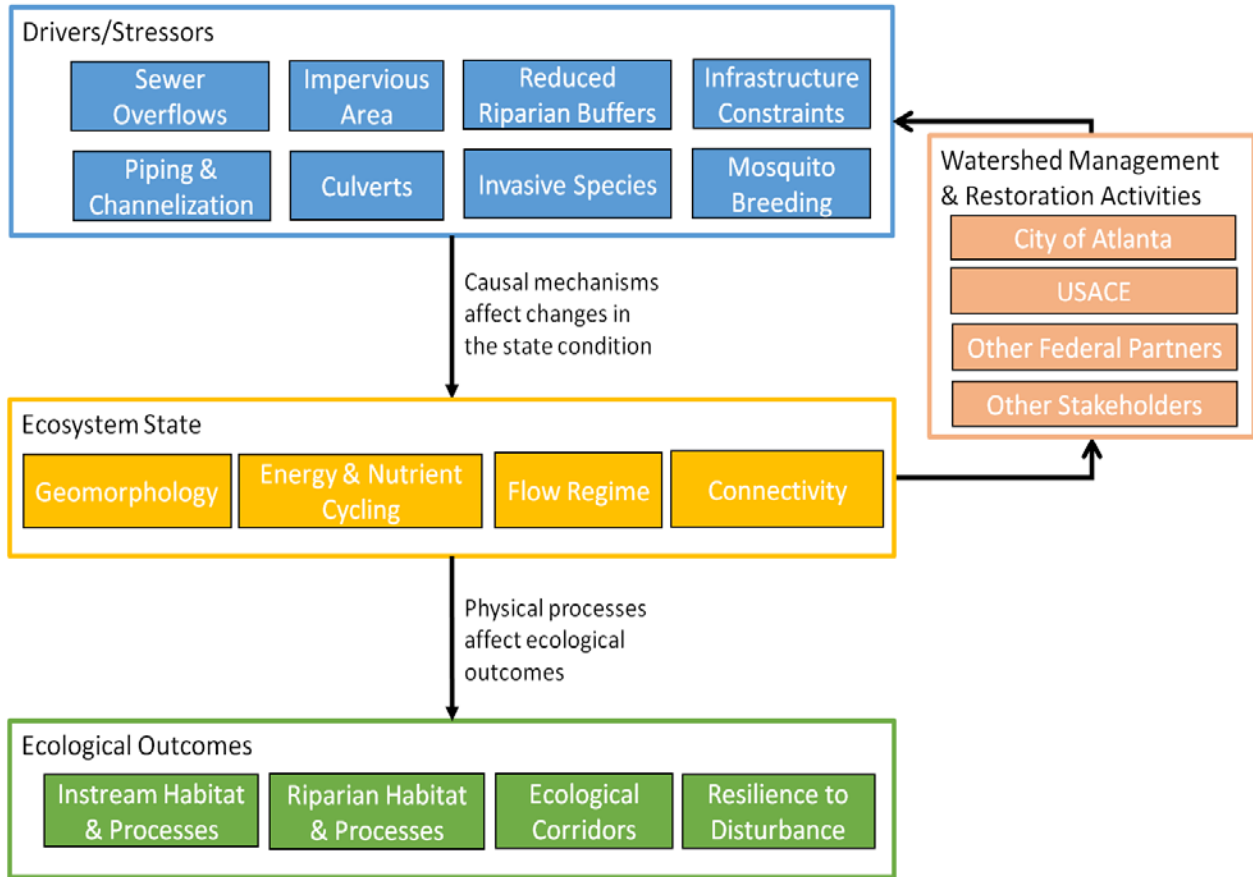 Drivers/Stressors
Sewer
Overflows
Impervious
Area
Reduced
Riparian Buffers
Infrastructure
Constraints
Piping &
Channelization
Culverts
Invasive Species
Mosquito
Breeding
Watershed Management
& Restoration Activities
City of Atlanta
USACE
Other Federal Partners
Other Stakeholders
Causal mechanisms
affect changes in
the state condition
Ecosystem State
Geomorphology
Energy & Nutrient
Cycling
Flow Regime
Connectivity
Physical processes
affect ecological
outcomes
Ecological Outcomes
Instream Habitat
& Processes
Riparian Habitat
& Processes
Ecological
Corridors
Resilience to
Disturbance